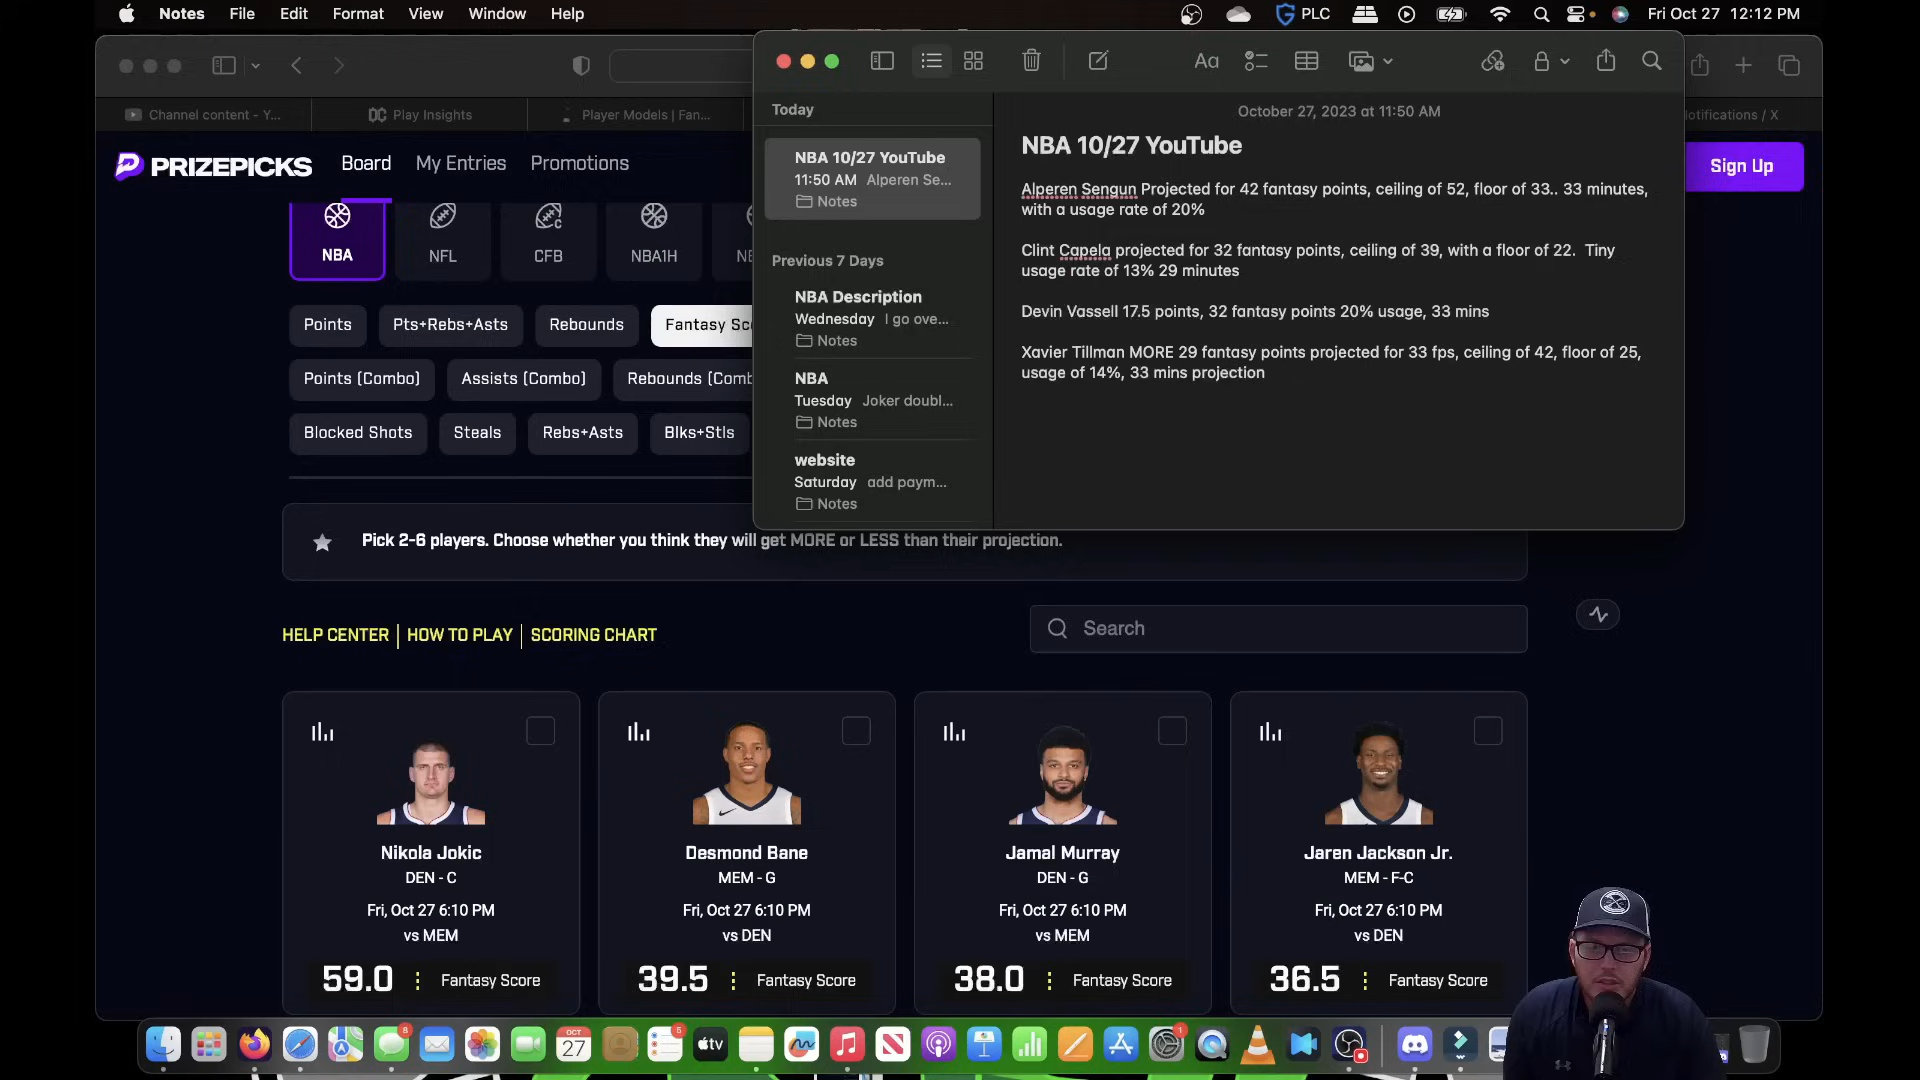 Notes File Edit Format View Window Help
PLC Fri Oct 27 12:12 PM
Channel content - Y...
Play Insights
Player Models | Fan...
otifications / X
PRIZEPICKS
Board My Entries Promotions
Sign Up
NBA
NFL
CFB
NBA1H
NE
Points Pts+Rebs+Asts Rebounds Fantasy Sco
Points (Combo) Assists (Combo) Rebounds (Comb
Blocked Shots Steals Rebs+Asts Blks+Stls
Today
NBA 10/27 YouTube
11:50 AM Alperen Se...
Notes
Previous 7 Days
NBA Description
Wednesday I go ove...
Notes
NBA
Tuesday Joker doubl...
Notes
website
Saturday add paym...
Notes
October 27, 2023 at 11:50 AM
NBA 10/27 YouTube
Alperen Sengun Projected for 42 fantasy points, ceiling of 52, floor of 33.. 33 minutes,
with a usage rate of 20%
Clint Capela projected for 32 fantasy points, ceiling of 39, with a floor of 22. Tiny
usage rate of 13% 29 minutes
Devin Vassell 17.5 points, 32 fantasy points 20% usage, 33 mins
Xavier Tillman MORE 29 fantasy points projected for 33 fps, ceiling of 42, floor of 25,
usage of 14%, 33 mins projection
Pick 2-6 players. Choose whether you think they will get MORE or LESS than their projection.
HELP CENTER HOW TO PLAY SCORING CHART
Search
Nikola Jokic
DEN - C
Fri, Oct 27 6:10 PM
vs MEM
59.0 Fantasy Score
Desmond Bane
MEM - G
Fri, Oct 27 6:10 PM
vs DEN
39.5 Fantasy Score
Jamal Murray
DEN - G
Fri, Oct 27 6:10 PM
vs MEM
38.0 Fantasy Score
Jaren Jackson Jr.
MEM - F-C
Fri, Oct 27 6:10 PM
vs DEN
36.5 Fantasy Score
8
OCT
27
5
tv
1